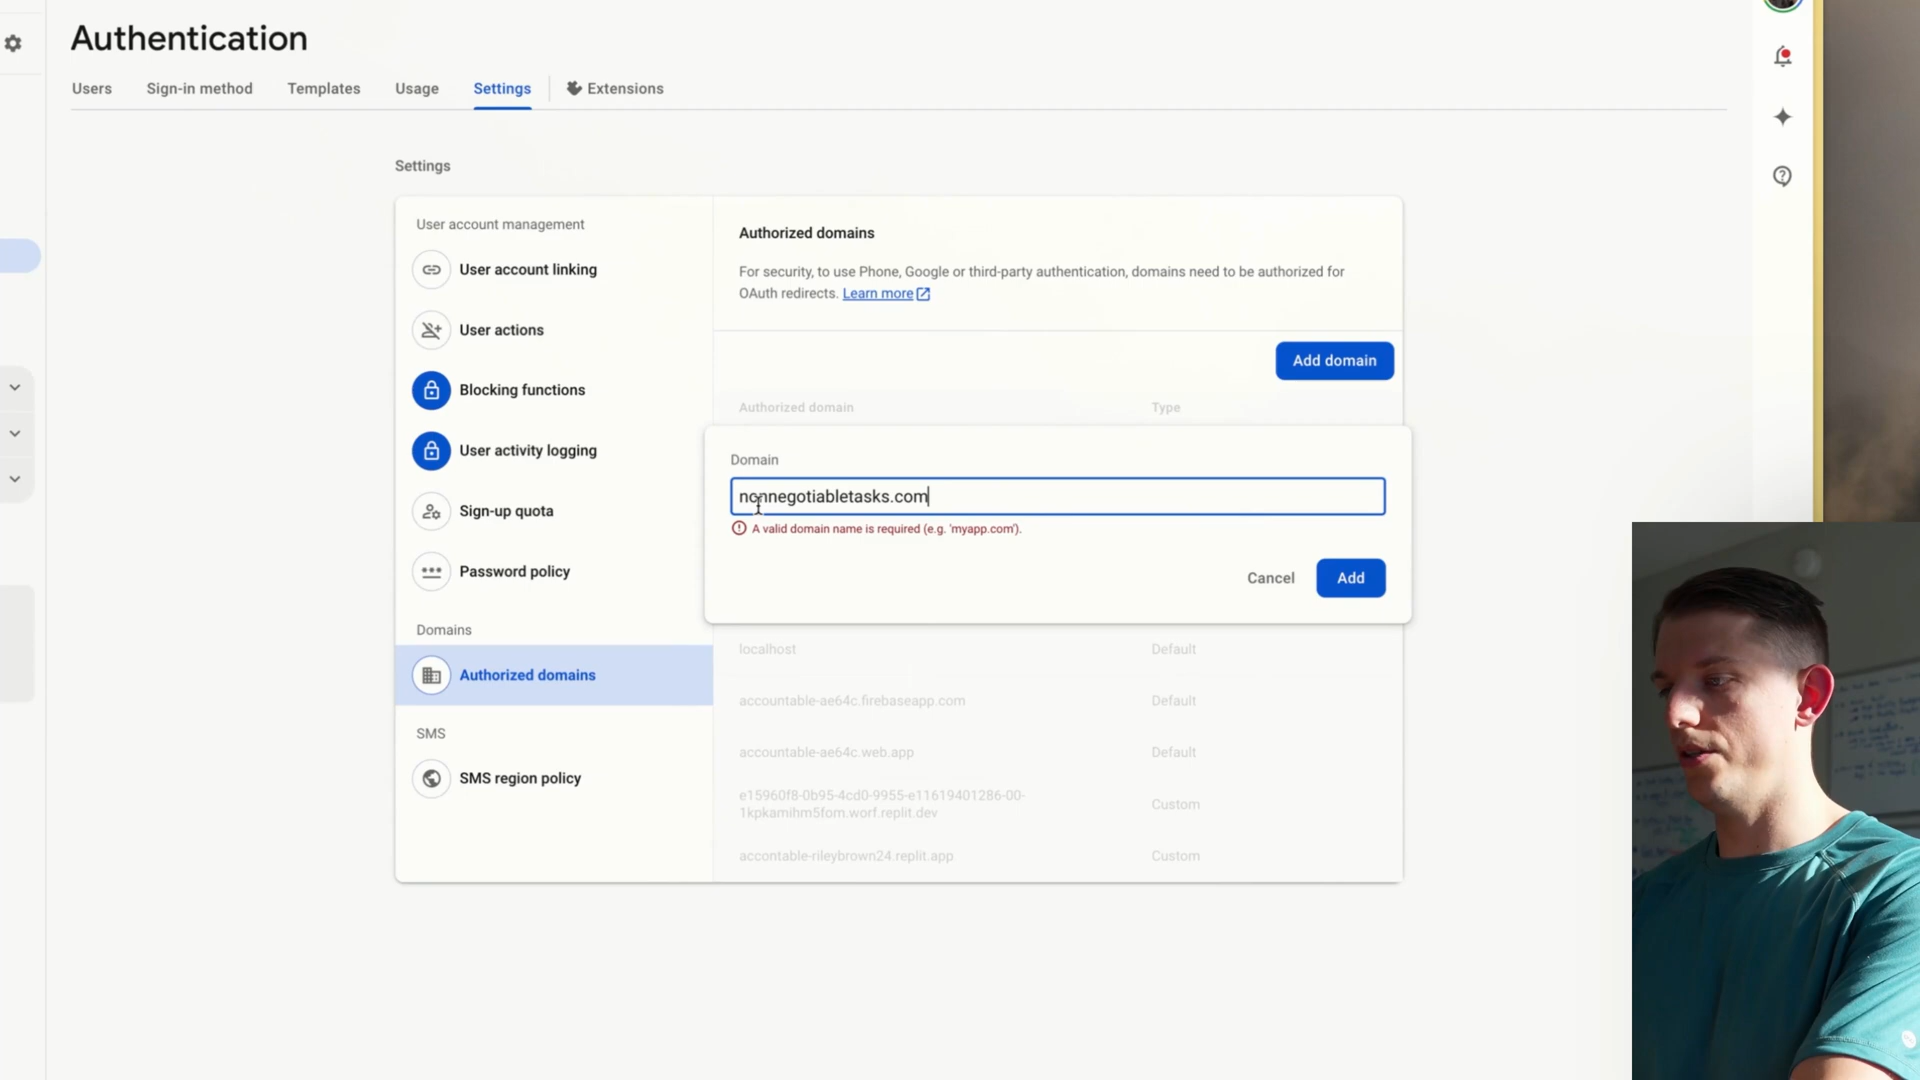 Authentication
Users
Sign-in method
Templates
Usage
Settings
Extensions
Settings
User account management
User account linking
User actions
Blocking functions
User activity logging
Sign-up quota
Password policy
Domains
Authorized domains
SMS
SMS region policy
Authorized domains
For security, to use Phone, Google or third-party authentication, domains need to be authorized for
OAuth redirects. Learn more
Add domain
Authorized domain
Type
Domain
nonnegotiabletasks.com
A valid domain name is required (e.g. 'myapp.com').
Cancel
Add
localhost
Default
accountable-ae64c.firebaseapp.com
Default
accountable-ae64c.web.app
Default
e15960f8-0b95-4cd0-9955-e11619401286-00-
1kpkamihm5fom.worf.replit.dev
Custom
accontable-rileybrown24.replit.app
Custom